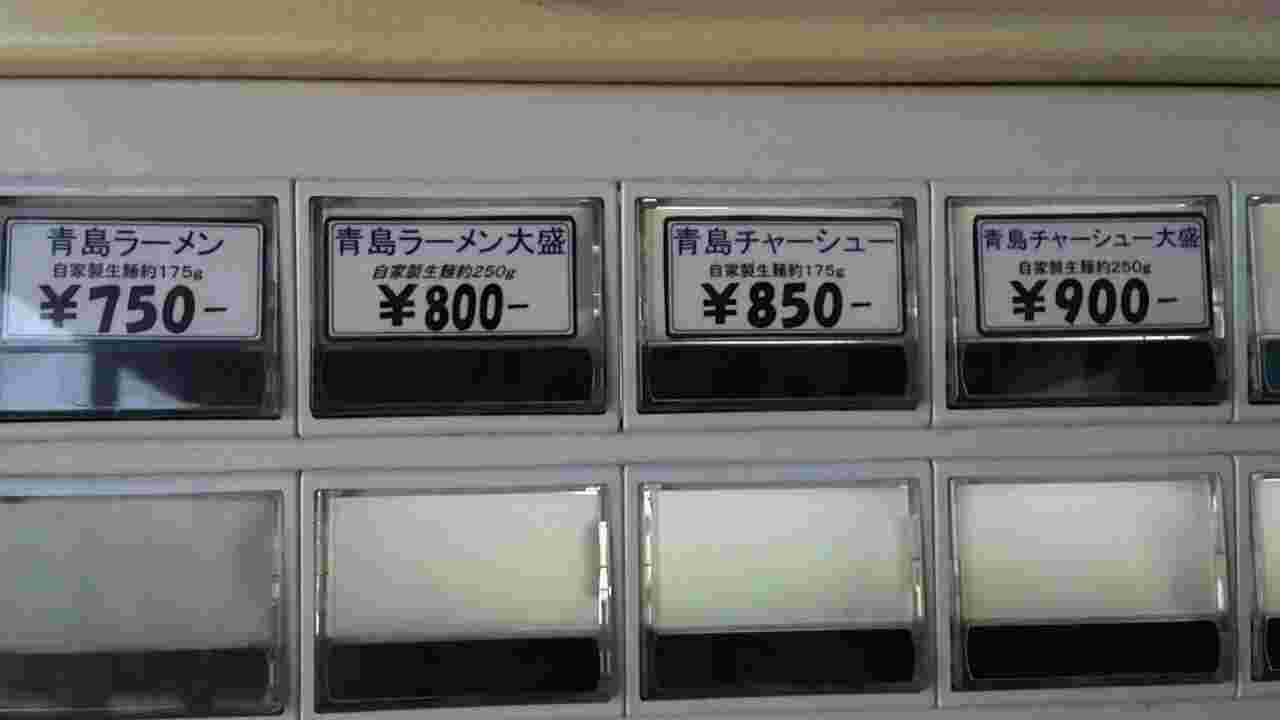 青島ラーメン
自家製生麺約175g
¥750-
青島ラーメン大盛
自家製生麺約250g
¥800-
青島チャーシュー
自家製生麺約175g
¥850-
青島チャーシュー大盛
自家製生麺約250g
¥900-